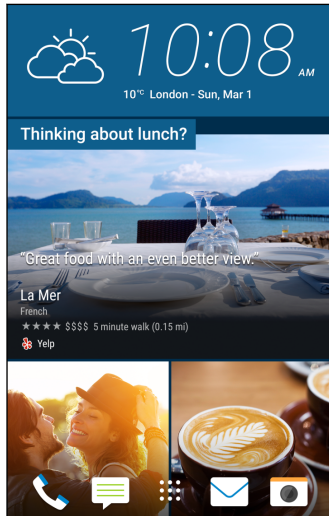 10:08 AM
10°C London - Sun, Mar 1
Thinking about lunch?
“Great food with an even better view.”
La Mer
French
★★★★ $$$$ 5 minute walk (0.15 mi)
Yelp